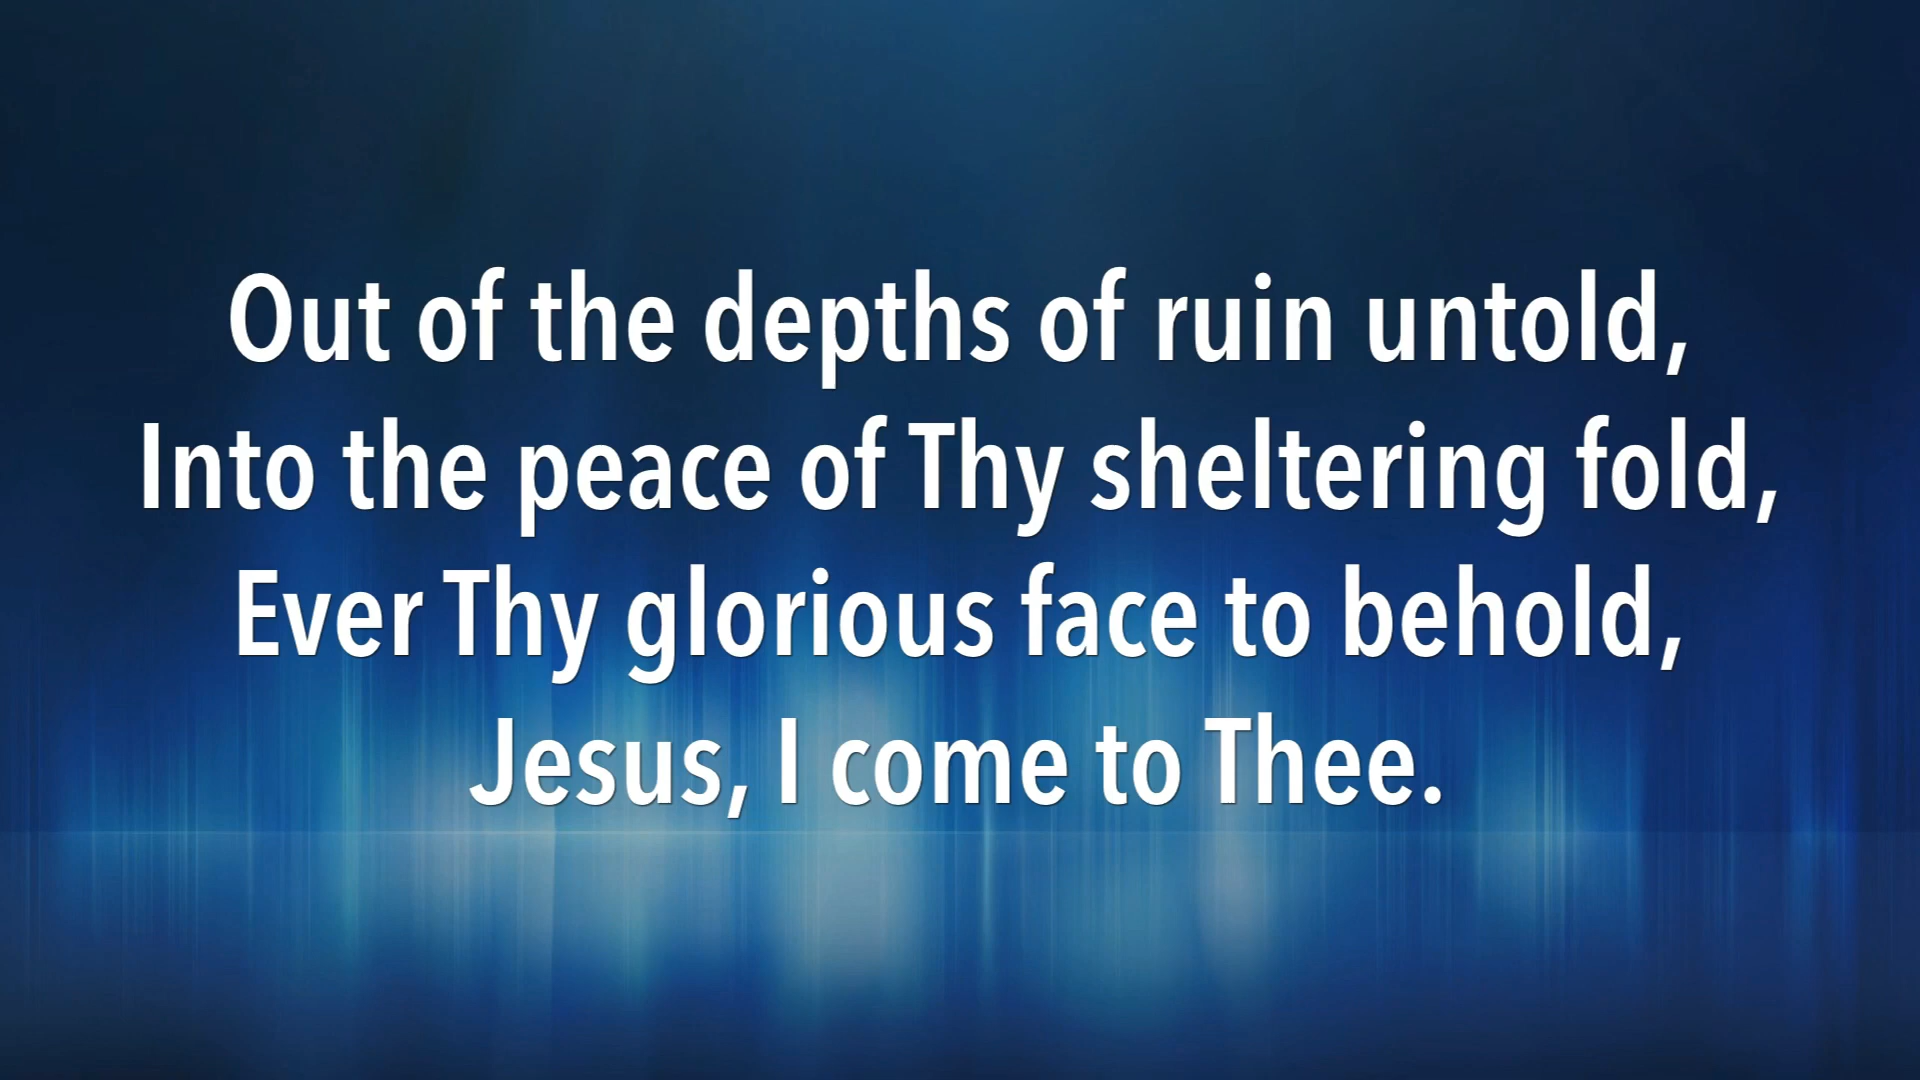 Out of the depths of ruin untold,
Into the peace of Thy sheltering fold,
Ever Thy glorious face to behold,
Jesus, I come to Thee.